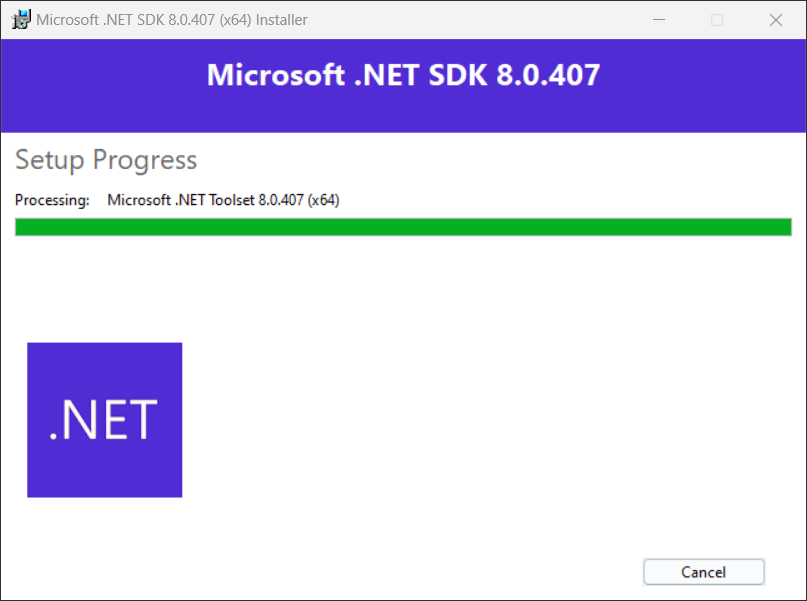 Microsoft .NET SDK 8.0.407 (x64) Installer
Microsoft .NET SDK 8.0.407
Setup Progress
Processing: Microsoft .NET Toolset 8.0.407 (x64)
.NET
Cancel